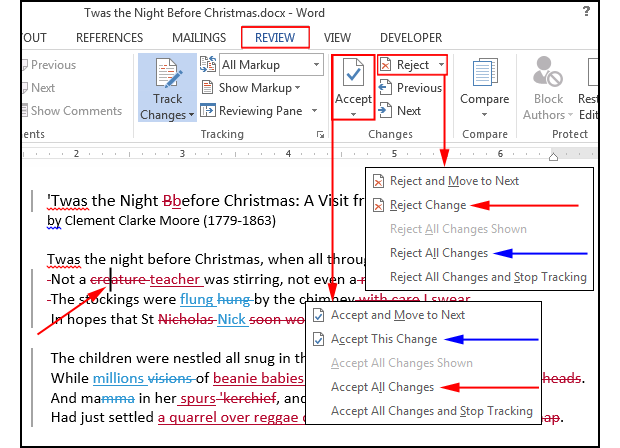 Twas the Night Before Christmas.docx - Word ?
OUT REFERENCES MAILINGS REVIEW VIEW DEVELOPER
Previous
Next
Show Comments
Track Changes
All Markup
Show Markup
Reviewing Pane
Accept
Reject
Previous
Next
Compare
Block Authors
Rest
Edit
ents Tracking Changes Compare Protect
2 3 4 5 6
'Twas the Night Bbefore Christmas: A Visit fr
by Clement Clarke Moore (1779-1863)
Twas the night before Christmas, when all throug
-Not a creature teacher was stirring, not even a
-The stockings were flung hung by the chimney with care I swear
In hopes that St Nicholas Nick soon wo
The children were nestled all snug in th
While millions visions of beanie babies heads.
And mamma in her spurs 'kerchief, and
Had just settled a quarrel over reggae ap.
Reject and Move to Next
Reject Change
Reject All Changes Shown
Reject All Changes
Reject All Changes and Stop Tracking
Accept and Move to Next
Accept This Change
Accept All Changes Shown
Accept All Changes
Accept All Changes and Stop Tracking